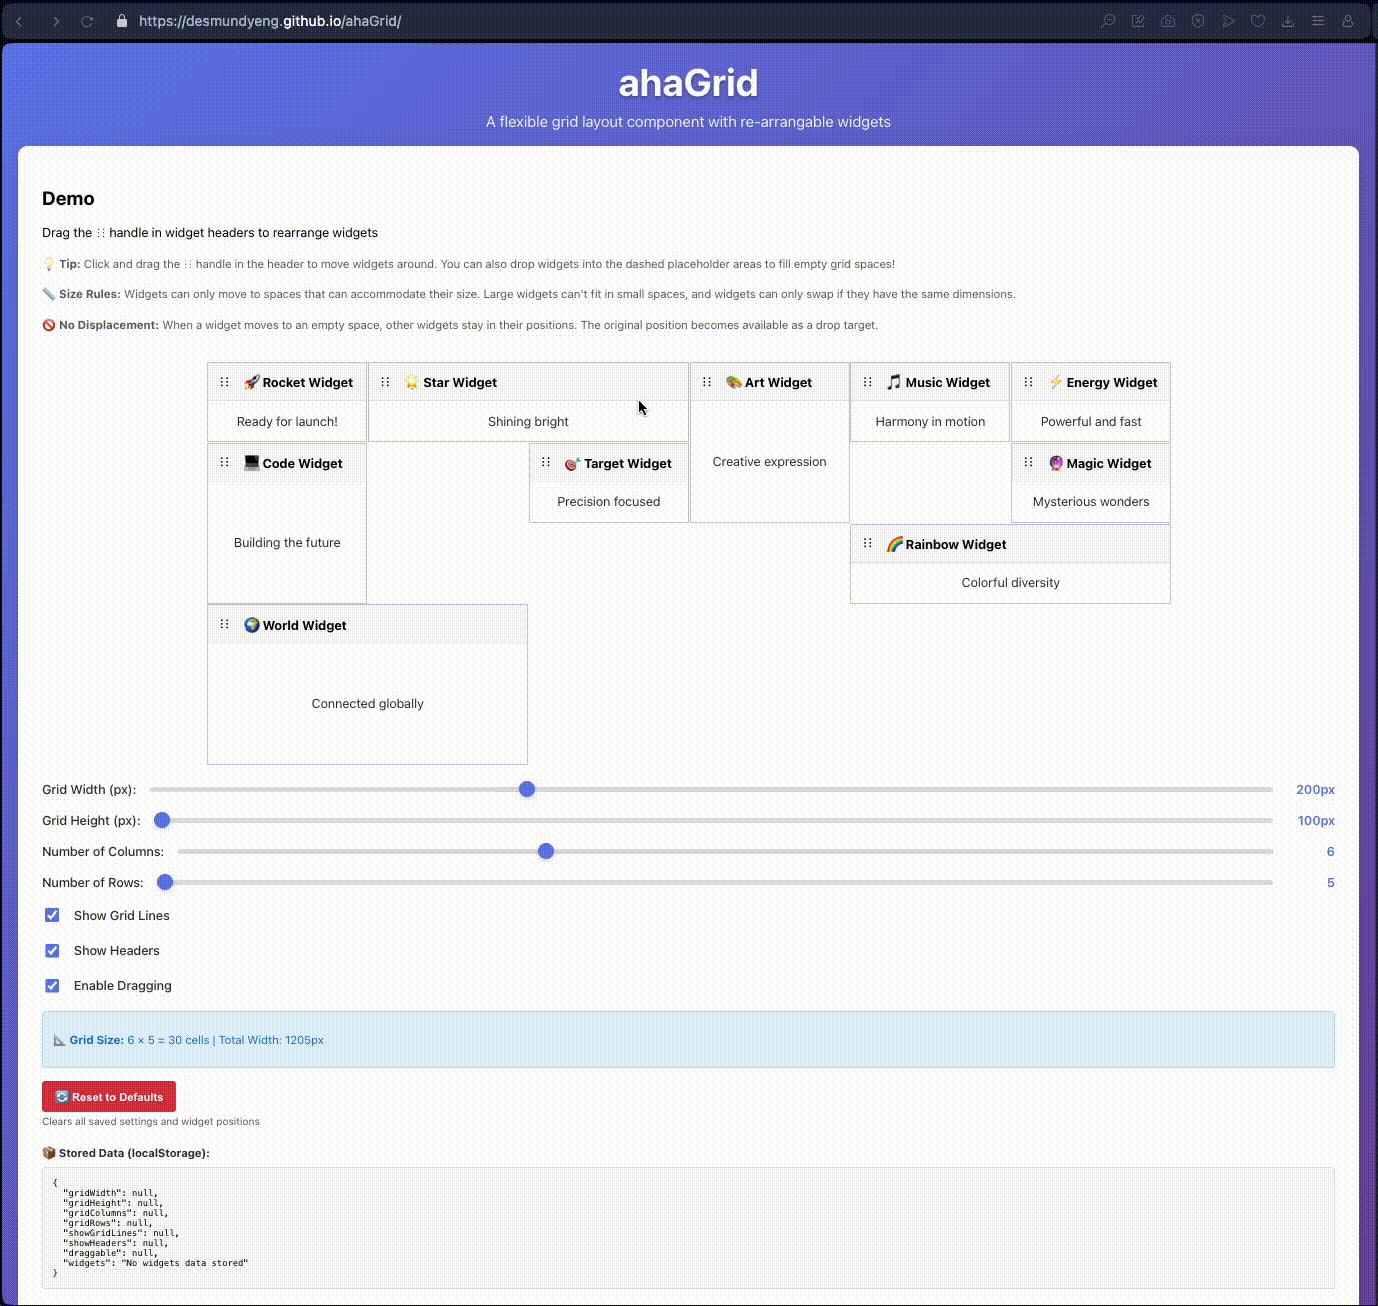 https://desmundyeng.github.io/ahaGrid/
ahaGrid
A flexible grid layout component with re-arrangable widgets
Demo
Drag the ⋮⋮ handle in widget headers to rearrange widgets
💡 Tip: Click and drag the ⋮⋮ handle in the header to move widgets around. You can also drop widgets into the dashed placeholder areas to fill empty grid spaces!
📏 Size Rules: Widgets can only move to spaces that can accommodate their size. Large widgets can't fit in small spaces, and widgets can only swap if they have the same dimensions.
🚫 No Displacement: When a widget moves to an empty space, other widgets stay in their positions. The original position becomes available as a drop target.
⋮⋮ 🚀 Rocket Widget
Ready for launch!
⋮⋮ 🌟 Star Widget
Shining bright
⋮⋮ 🎨 Art Widget
Creative expression
⋮⋮ 🎵 Music Widget
Harmony in motion
⋮⋮ ⚡ Energy Widget
Powerful and fast
⋮⋮ 💻 Code Widget
Building the future
⋮⋮ 🎯 Target Widget
Precision focused
⋮⋮ 🔮 Magic Widget
Mysterious wonders
⋮⋮ 🌈 Rainbow Widget
Colorful diversity
⋮⋮ 🌍 World Widget
Connected globally
Grid Width (px): 200px
Grid Height (px): 100px
Number of Columns: 6
Number of Rows: 5
Show Grid Lines
Show Headers
Enable Dragging
📐 Grid Size: 6 × 5 = 30 cells | Total Width: 1205px
🔄 Reset to Defaults
Clears all saved settings and widget positions
📦 Stored Data (localStorage):
{
"gridWidth": null,
"gridHeight": null,
"gridColumns": null,
"gridRows": null,
"showGridLines": null,
"showHeaders": null,
"draggable": null,
"widgets": "No widgets data stored"
}